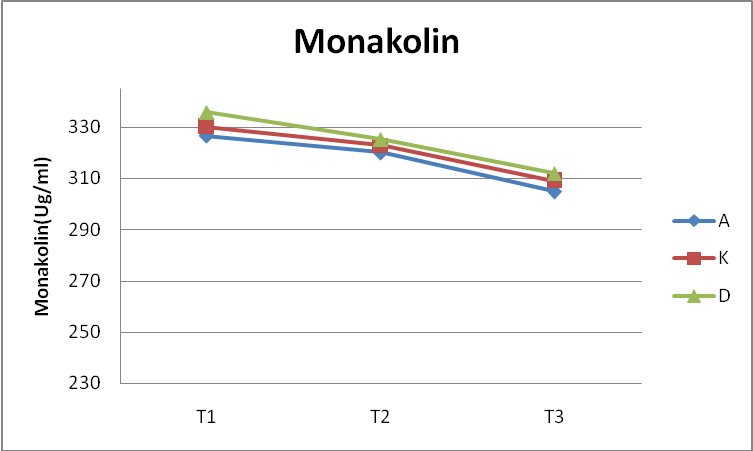 Monakolin
Monakolin(Ug/ml)
330
310
290
270
250
230
T1 T2 T3
A
K
D